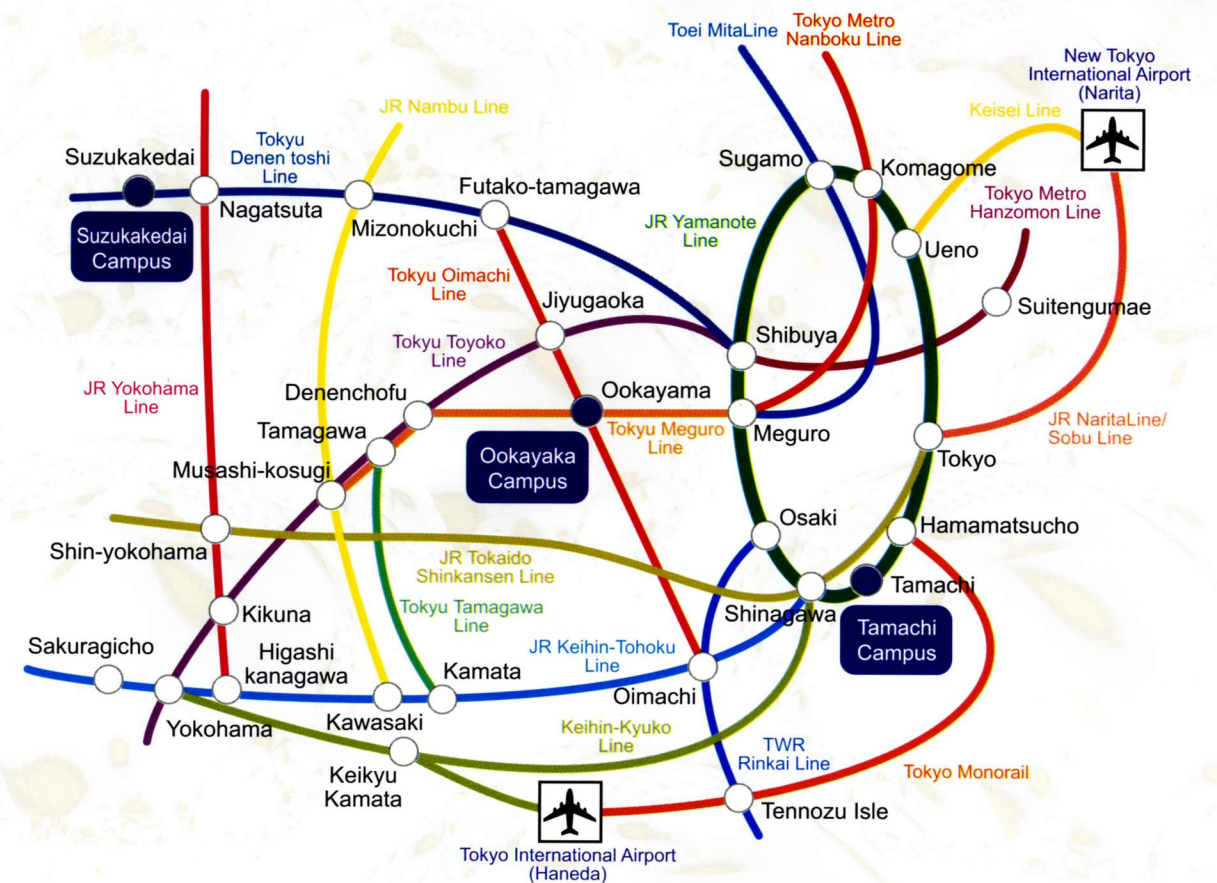 Toei MitaLine
Tokyo Metro
Nanboku Line
New Tokyo
International Airport
(Narita)
JR Nambu Line
Keisei Line
Tokyu
Denen toshi
Line
Suzukakedai
Sugamo
Komagome
Futako-tamagawa
Tokyo Metro
Hanzomon Line
Nagatsuta
Mizonokuchi
JR Yamanote
Line
Suzukakedai
Campus
Ueno
Tokyu Oimachi
Line
Jiyugaoka
Suitengumae
Shibuya
Tokyu Toyoko
Line
JR Yokohama
Line
Denenchofu
Ookayama
Tamagawa
Tokyu Meguro
Line
Meguro
JR NaritaLine/
Sobu Line
Tokyo
Musashi-kosugi
Ookayaka
Campus
Osaki
Hamamatsucho
Shin-yokohama
JR Tokaido
Shinkansen Line
Tamachi
Shinagawa
Kikuna
Tokyu Tamagawa
Line
Tamachi
Campus
Sakuragicho
Higashi
kanagawa
Kamata
JR Keihin-Tohoku
Line
Oimachi
Yokohama
Kawasaki
Keihin-Kyuko
Line
TWR
Rinkai Line
Keikyu
Kamata
Tokyo Monorail
Tennozu Isle
Tokyo International Airport
(Haneda)